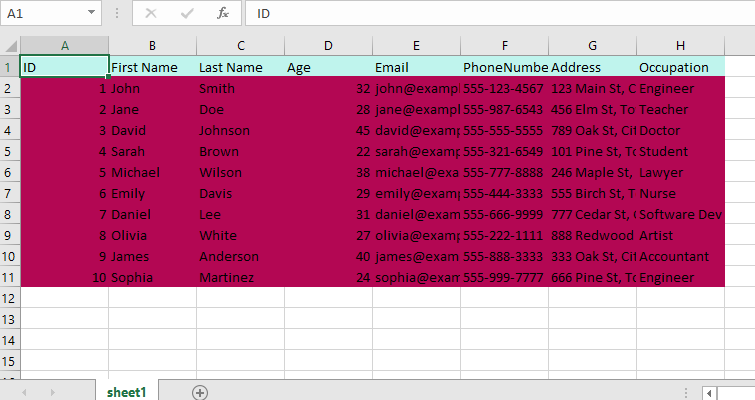 A1 fx ID
A B C D E F G H
1 ID First Name Last Name Age Email PhoneNumbe Address Occupation
2 1 John Smith 32 john@exampl 555-123-4567 123 Main St, C Engineer
3 2 Jane Doe 28 jane@exampl 555-987-6543 456 Elm St, To Teacher
4 3 David Johnson 45 david@exam 555-555-5555 789 Oak St, Cit Doctor
5 4 Sarah Brown 22 sarah@exam 555-321-6549 101 Pine St, To Student
6 5 Michael Wilson 38 michael@exa 555-777-8888 246 Maple St, Lawyer
7 6 Emily Davis 29 emily@exam 555-444-3333 555 Birch St, T Nurse
8 7 Daniel Lee 31 daniel@exam 555-666-9999 777 Cedar St, Software Dev
9 8 Olivia White 27 olivia@exam 555-222-1111 888 Redwood Artist
10 9 James Anderson 40 james@exam 555-888-3333 333 Oak St, Cit Accountant
11 10 Sophia Martinez 24 sophia@exam 555-999-7777 666 Pine St, To Engineer
12
13
14
15
sheet1